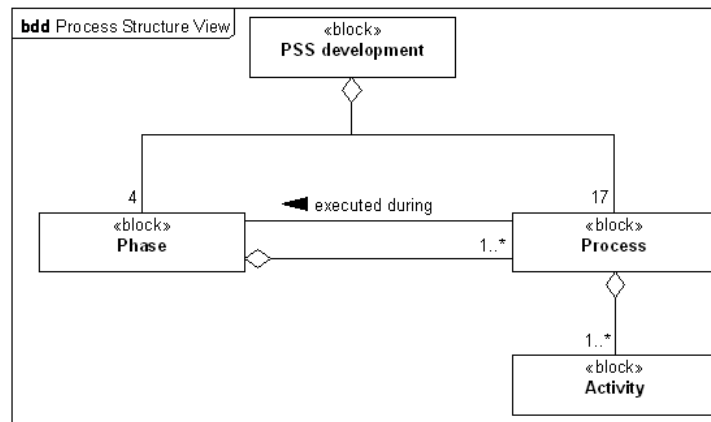 bdd Process Structure View
«block»
PSS development
4
17
executed during
«block»
Phase
1..*
«block»
Process
1..*
«block»
Activity